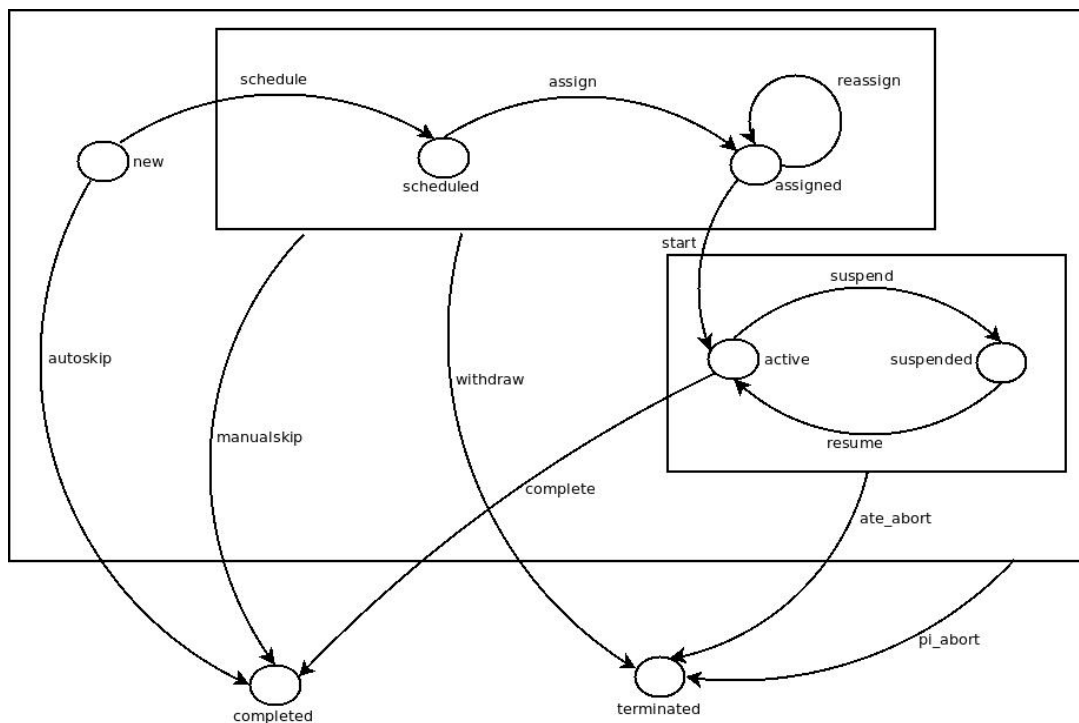 schedule
assign
reassign
new
scheduled
assigned
start
suspend
autoskip
active
suspended
withdraw
manualskip
resume
complete
ate_abort
pi_abort
completed
terminated